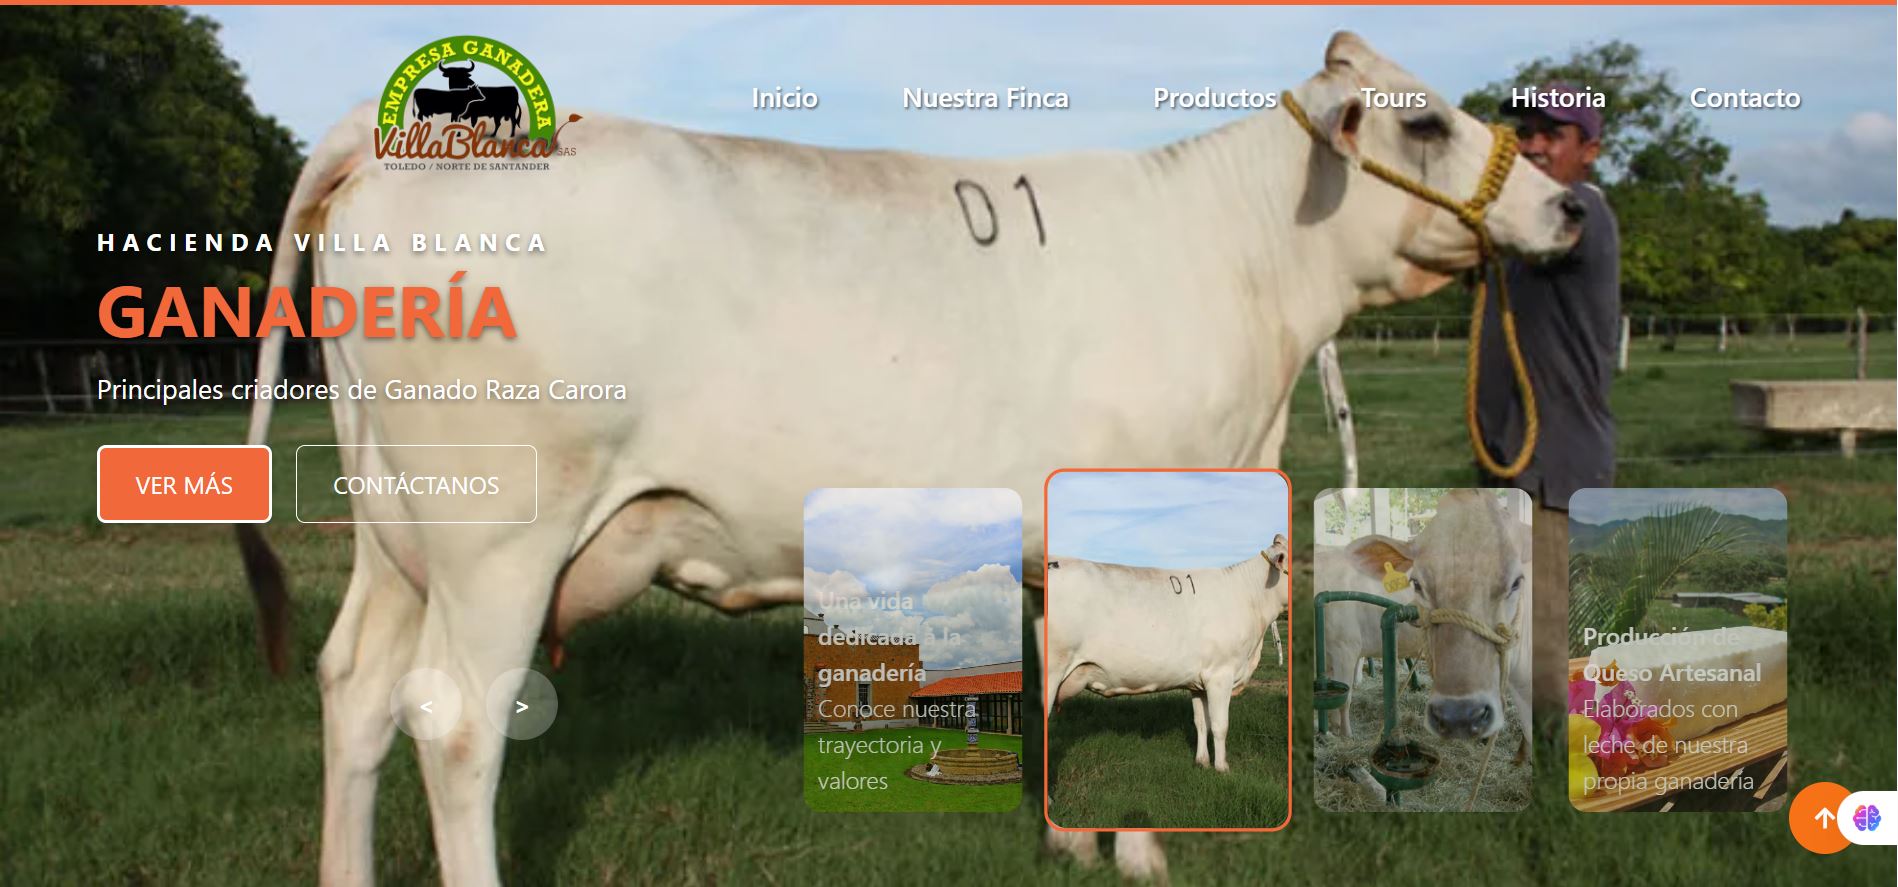 EMPRESA GANADERA
VillaBlanca SAS
TOLEDO / NORTE DE SANTANDER
Inicio
Nuestra Finca
Productos
Tours
Historia
Contacto
HACIENDA VILLA BLANCA
GANADERÍA
Principales criadores de Ganado Raza Carora
VER MÁS
CONTÁCTANOS
01
<
>
Una vida
dedicada a la
ganadería
Conoce nuestra
trayectoria y
valores
01
Producción de
Queso Artesanal
Elaborados con
leche de nuestra
propia ganadería